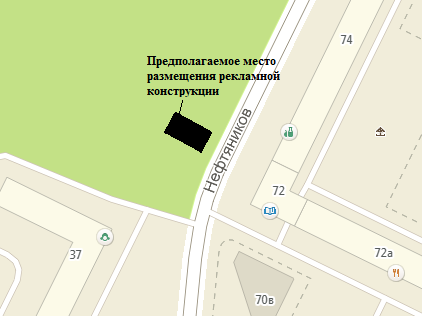 74
Предполагаемое место
размещения рекламной
конструкции
Нефтяников
72
37
72а
70в